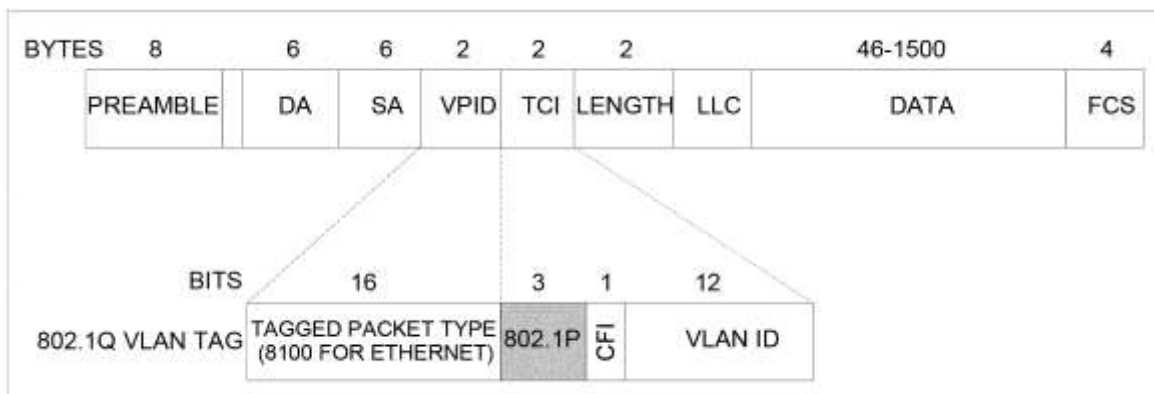 BYTES 8 6 6 2 2 2 46-1500 4
PREAMBLE DA SA VPID TCI LENGTH LLC DATA FCS
BITS 16 3 1 12
802.1Q VLAN TAG
TAGGED PACKET TYPE
(8100 FOR ETHERNET)
802.1P
CFI
VLAN ID